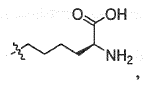 O
OH
NH₂
,